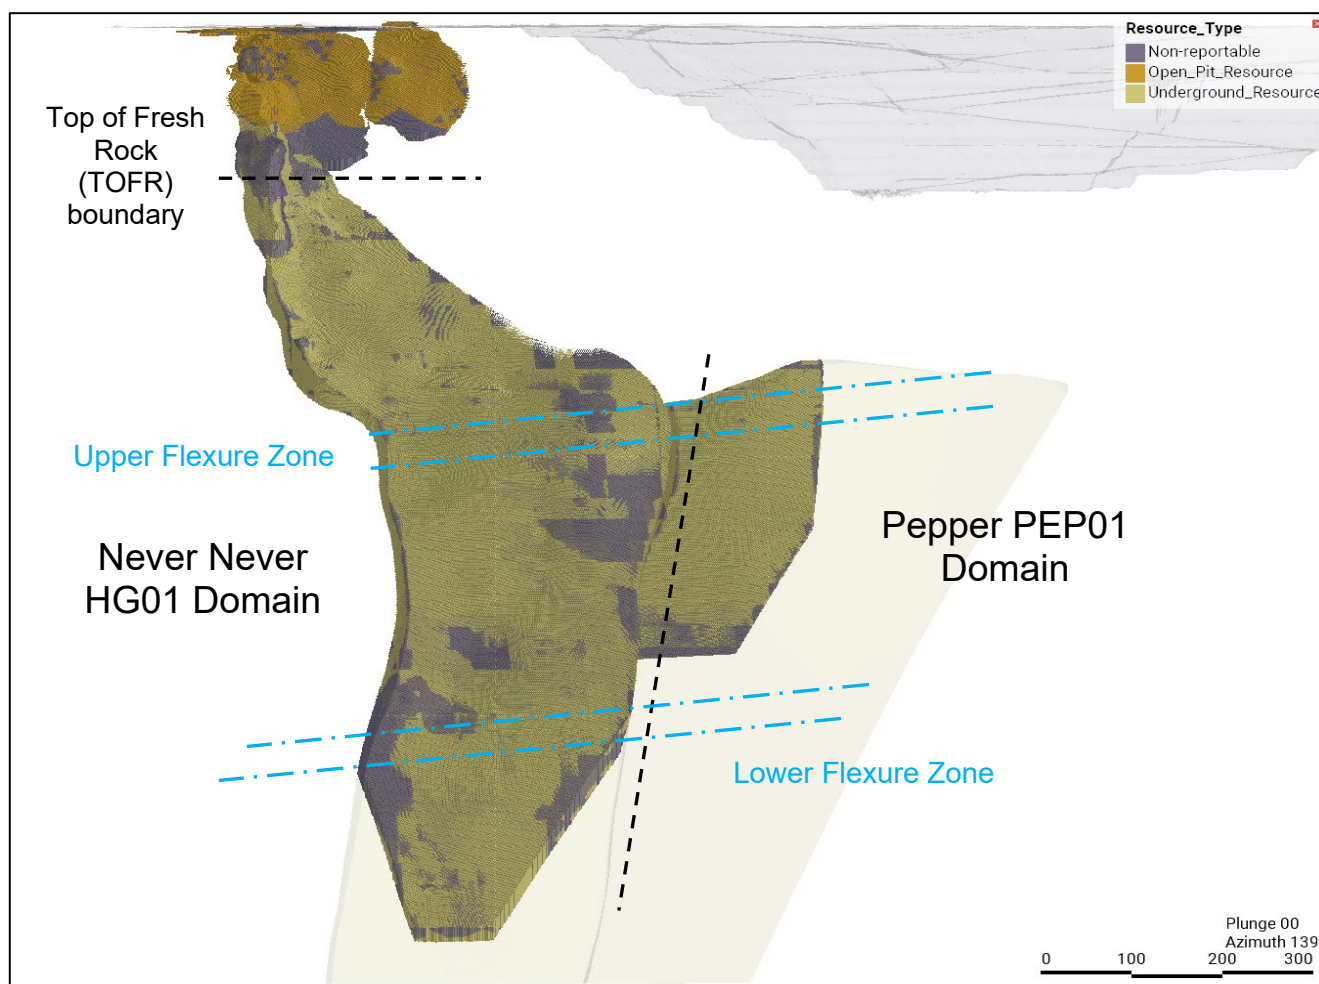 Resource_Type
Non-reportable
Open_Pit_Resource
Underground_Resource
Top of Fresh
Rock
(TOFR)
boundary
Upper Flexure Zone
Never Never
HG01 Domain
Pepper PEP01
Domain
Lower Flexure Zone
Plunge 00
Azimuth 139
0 100 200 300